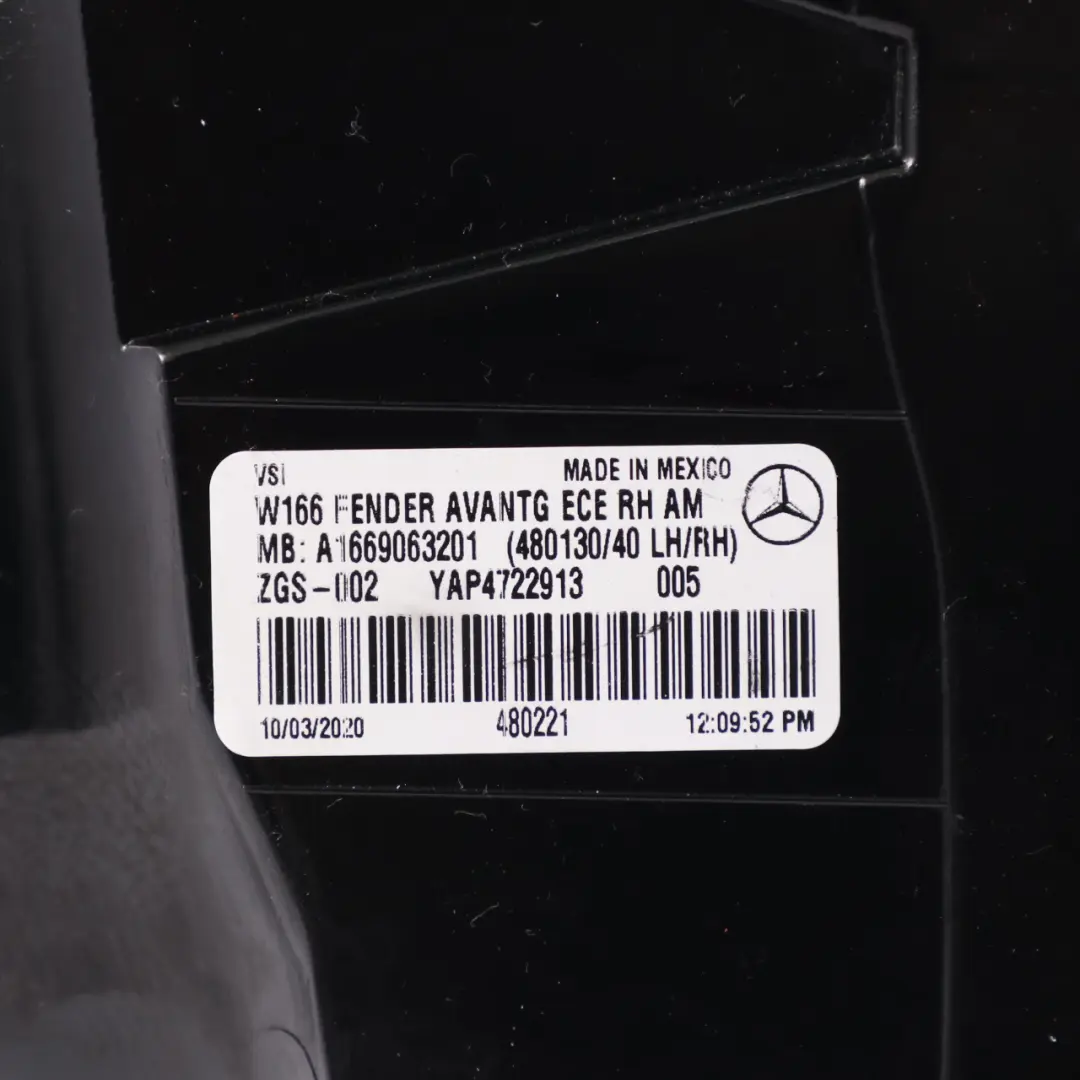 VSI MADE IN MEXICO
W166 FENDER AVANTG ECE RH AM
MB: A1669063201 (480130/40 LH/RH)
ZGS-002 YAP4722913 005
10/03/2020 480221 12:09:52 PM